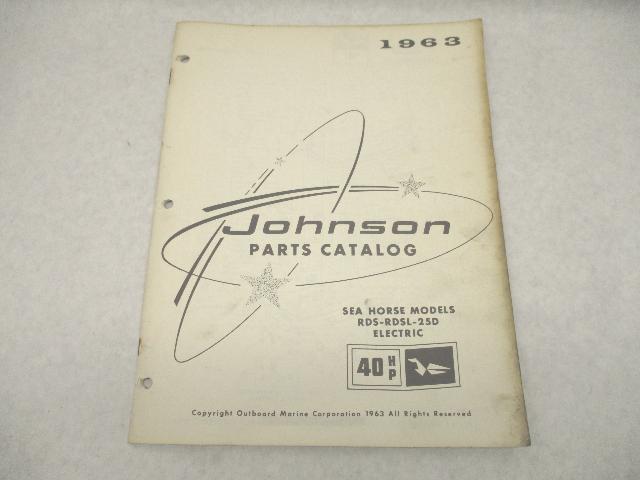 1963
Johnson
PARTS CATALOG
SEA HORSE MODELS
RDS-RDSL-25D
ELECTRIC
40 HP
Copyright Outboard Marine Corporation 1963 All Rights Reserved